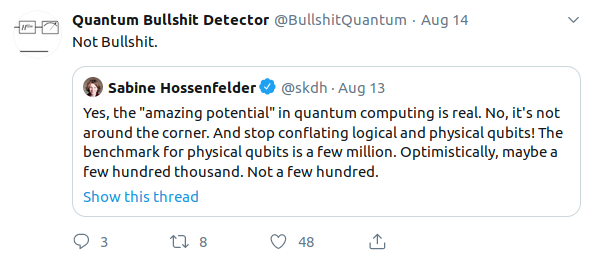 Quantum Bullshit Detector @BullshitQuantum · Aug 14
Not Bullshit.
Sabine Hossenfelder @skdh · Aug 13
Yes, the "amazing potential" in quantum computing is real. No, it's not
around the corner. And stop conflating logical and physical qubits! The
benchmark for physical qubits is a few million. Optimistically, maybe a
few hundred thousand. Not a few hundred.
Show this thread
3 8 48